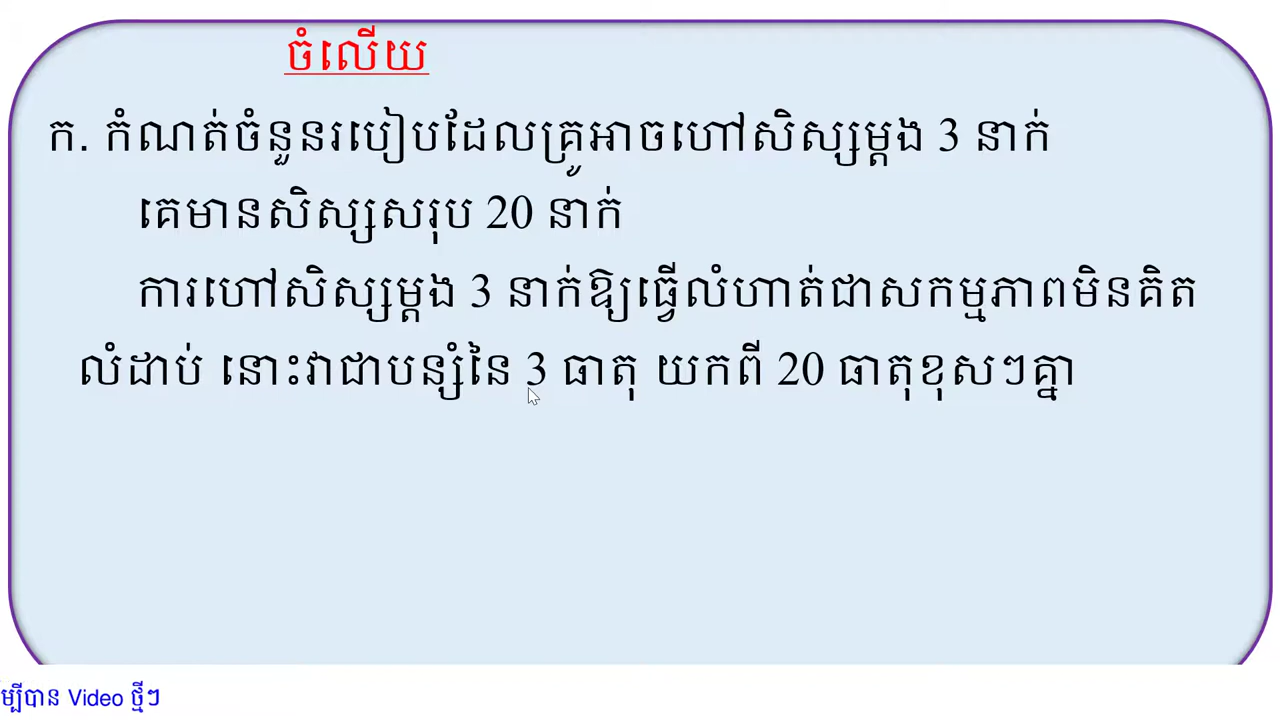 ចំលើយ
ក. កំណត់ចំនួនរបៀបដែលគ្រូអាចហៅសិស្សម្តង 3 នាក់
គេមានសិស្សសរុប 20 នាក់
ការហៅសិស្សម្តង 3 នាក់ឱ្យធ្វើលំហាត់ជាសកម្មភាពមិនគិត
លំដាប់ នោះវាជាបន្សំនៃ 3 ធាតុ យកពី 20 ធាតុខុសៗគ្នា
ម្បីបាន Video ថ្មីៗ